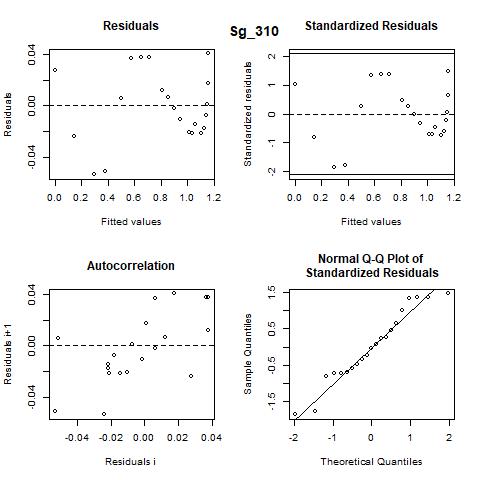 Sg_310
Residuals
Standardized Residuals
Residuals
0.04
0.00
-0.04
0.0 0.2 0.4 0.6 0.8 1.0 1.2
Fitted values
Standardized residuals
2
1
0
-1
-2
0.0 0.2 0.4 0.6 0.8 1.0 1.2
Fitted values
Autocorrelation
Normal Q-Q Plot of
Standardized Residuals
Residuals i+1
0.04
0.00
-0.04
-0.04 -0.02 0.00 0.02 0.04
Residuals i
Sample Quantiles
1.5
0.5
-0.5
-1.5
-2 -1 0 1 2
Theoretical Quantiles